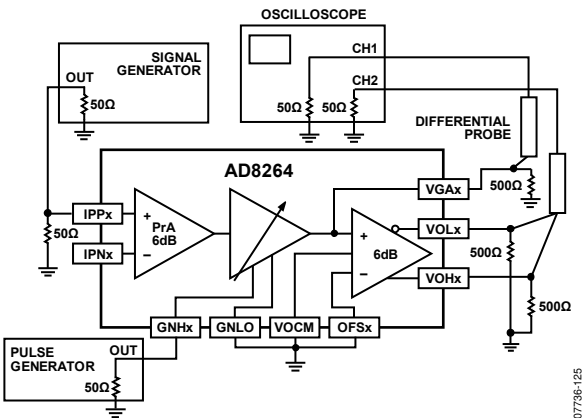 OSCILLOSCOPE
SIGNAL
GENERATOR
OUT
50Ω
CH1
CH2
50Ω
50Ω
DIFFERENTIAL
PROBE
AD8264
VGAx
500Ω
IPPx
50Ω
IPNx
+
PrA
6dB
–
+
6dB
–
VOLx
500Ω
VOHx
500Ω
GNHx
GNLO
VOCM
OFSx
PULSE
GENERATOR
OUT
50Ω
07736-125